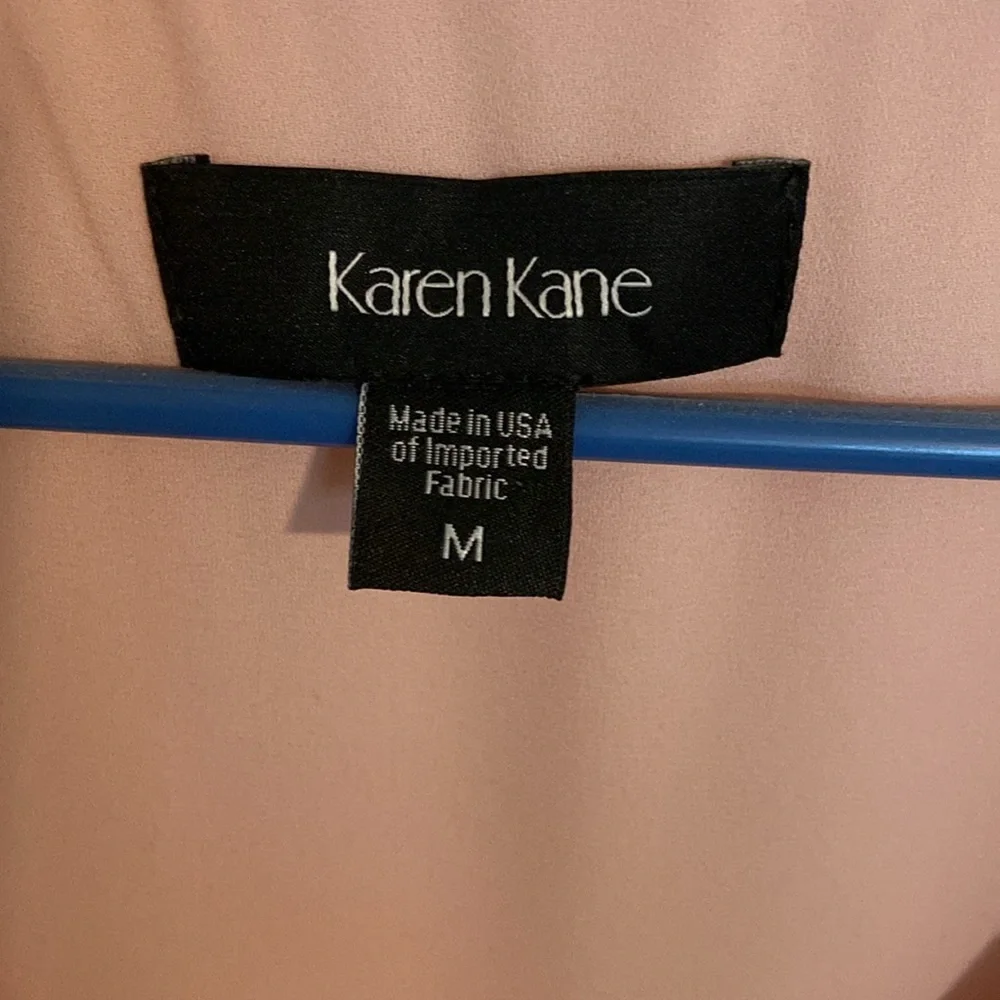 Karen Kane
Made in USA
of Imported
Fabric
M